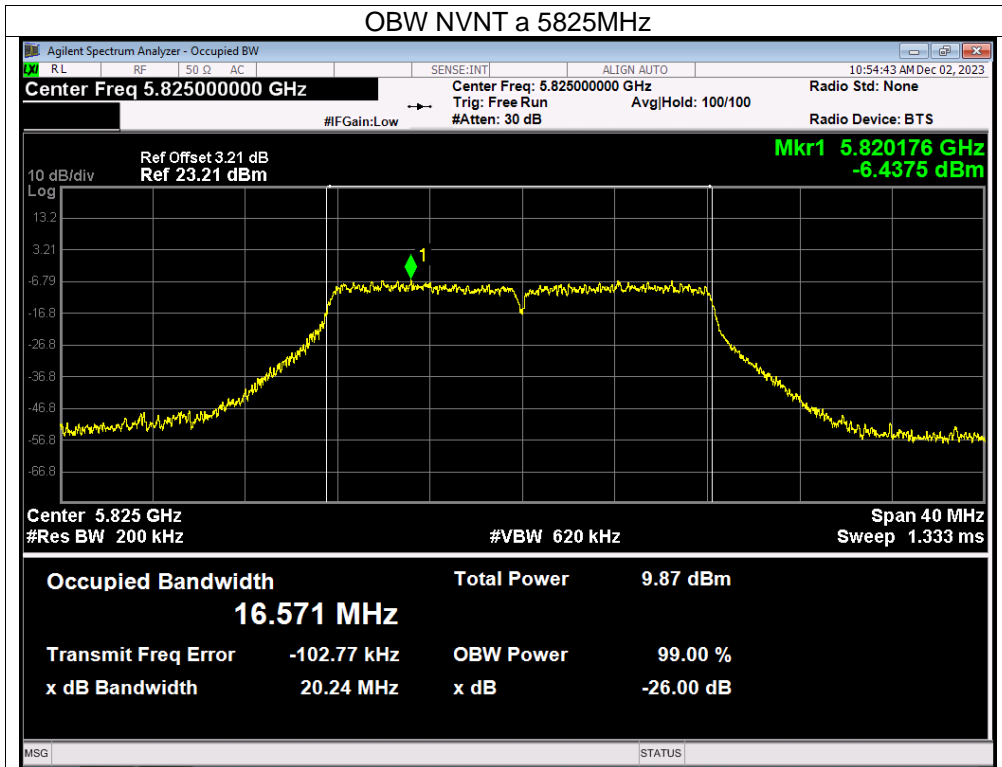 OBW NVNT a 5825MHz
Agilent Spectrum Analyzer - Occupied BW
LXI RL RF 50 Ω AC SENSE:INT ALIGN AUTO 10:54:43 AM Dec 02, 2023
Center Freq 5.825000000 GHz Center Freq: 5.825000000 GHz Radio Std: None
Trig: Free Run Avg|Hold: 100/100
#IFGain:Low #Atten: 30 dB Radio Device: BTS
Ref Offset 3.21 dB Mkr1 5.820176 GHz
10 dB/div Ref 23.21 dBm -6.4375 dBm
Log
13.2
3.21
1
-6.79
-16.8
-26.8
-36.8
-46.8
-56.8
-66.8
Center 5.825 GHz Span 40 MHz
#Res BW 200 kHz #VBW 620 kHz Sweep 1.333 ms
Occupied Bandwidth Total Power 9.87 dBm
16.571 MHz
Transmit Freq Error -102.77 kHz OBW Power 99.00 %
x dB Bandwidth 20.24 MHz x dB -26.00 dB
MSG STATUS